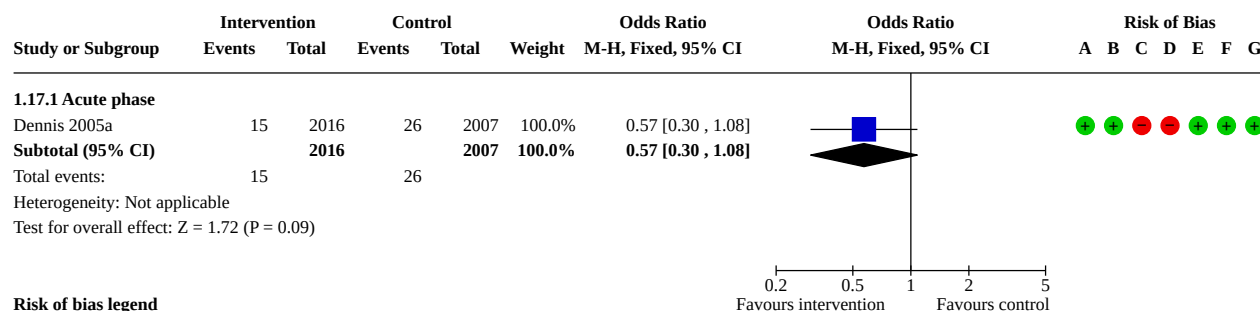 Intervention Control Odds Ratio Odds Ratio Risk of Bias
Study or Subgroup Events Total Events Total Weight M-H, Fixed, 95% CI M-H, Fixed, 95% CI A B C D E F G
1.17.1 Acute phase
Dennis 2005a 15 2016 26 2007 100.0% 0.57 [0.30 , 1.08] + + − − + + +
Subtotal (95% CI) 2016 2007 100.0% 0.57 [0.30 , 1.08]
Total events: 15 26
Heterogeneity: Not applicable
Test for overall effect: Z = 1.72 (P = 0.09)
0.2 0.5 1 2 5
Favours intervention Favours control
Risk of bias legend